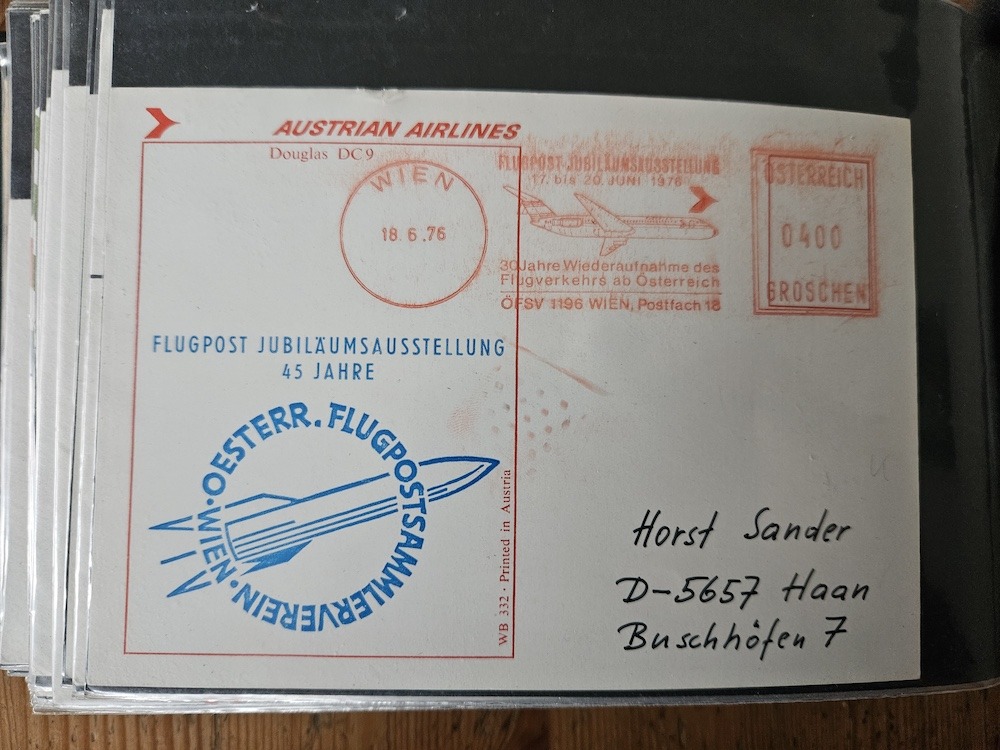 AUSTRIAN AIRLINES
Douglas DC9
WIEN
18.6.76
FLUGPOST-JUBILÄUMSAUSSTELLUNG
17. bis 20. JUNI 1976
30 Jahre Wiederaufnahme des
Flugverkehrs ab Österreich
ÖFSV 1196 WIEN, Postfach 18
ÖSTERREICH
0400
GROSCHEN
FLUGPOST JUBILÄUMSAUSSTELLUNG
45 JAHRE
OESTERR. FLUGPOSTSAMMLERVEREIN · WIEN ·
WB 332 · Printed in Austria
Horst Sander
D-5657 Haan
Buschhöfen 7